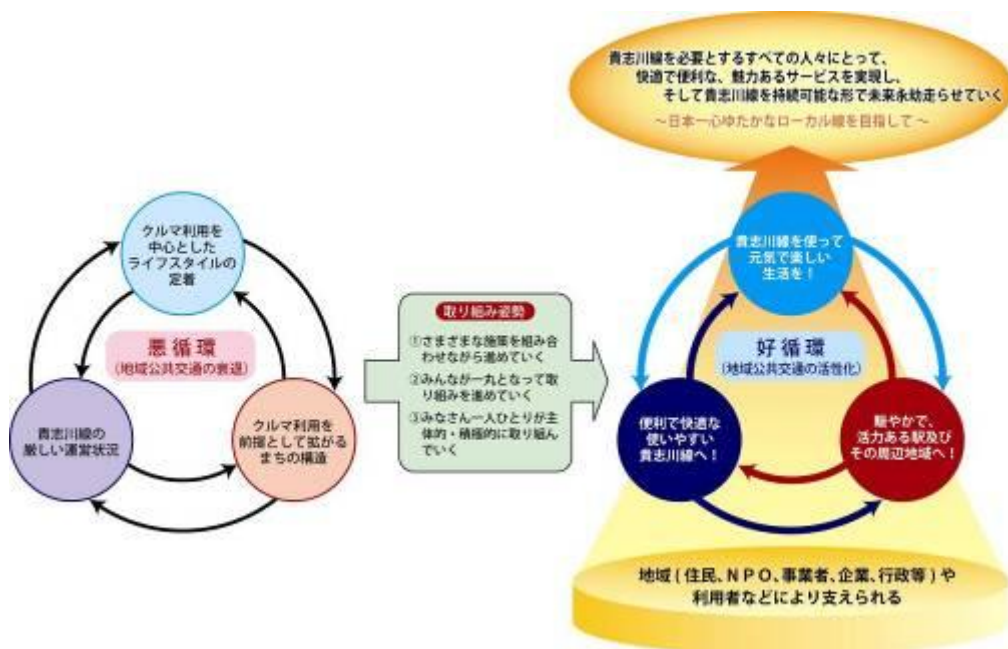 貴志川線を必要とするすべての人々にとって、
快適で便利な、魅力あるサービスを実現し、
そして貴志川線を持続可能な形で未来永劫走らせていく
～日本一心ゆたかなローカル線を目指して～
クルマ利用を
中心とした
ライフスタイルの
定着
悪循環
(地域公共交通の衰退)
貴志川線の
厳しい運営状況
クルマ利用を
前提として拡がる
まちの構造
取り組み姿勢
①さまざまな施策を組み合
わせながら進めていく
②みんなが一丸となって取
り組みを進めていく
③みなさん一人ひとりが主
体的・積極的に取り組ん
でいく
貴志川線を使って
元気で楽しい
生活を！
好循環
(地域公共交通の活性化)
便利で快適な
使いやすい
貴志川線へ！
賑やかで、
活力ある駅及び
その周辺地域へ！
地域(住民、NPO、事業者、企業、行政等)や
利用者などにより支えられる